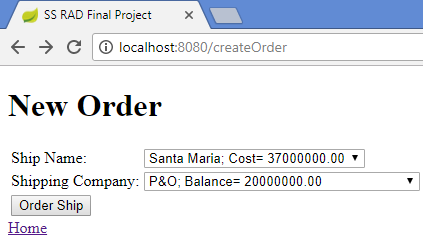 SS RAD Final Project
localhost:8080/createOrder
New Order
Ship Name: Santa Maria; Cost= 37000000.00
Shipping Company: P&O; Balance= 20000000.00
Order Ship
Home